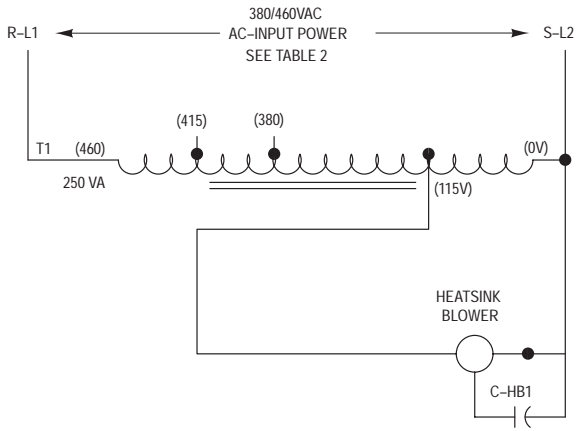 380/460VAC
R–L1
AC–INPUT POWER
S–L2
SEE TABLE 2
(415)
(380)
T1
(460)
(0V)
250 VA
(115V)
HEATSINK
BLOWER
C–HB1